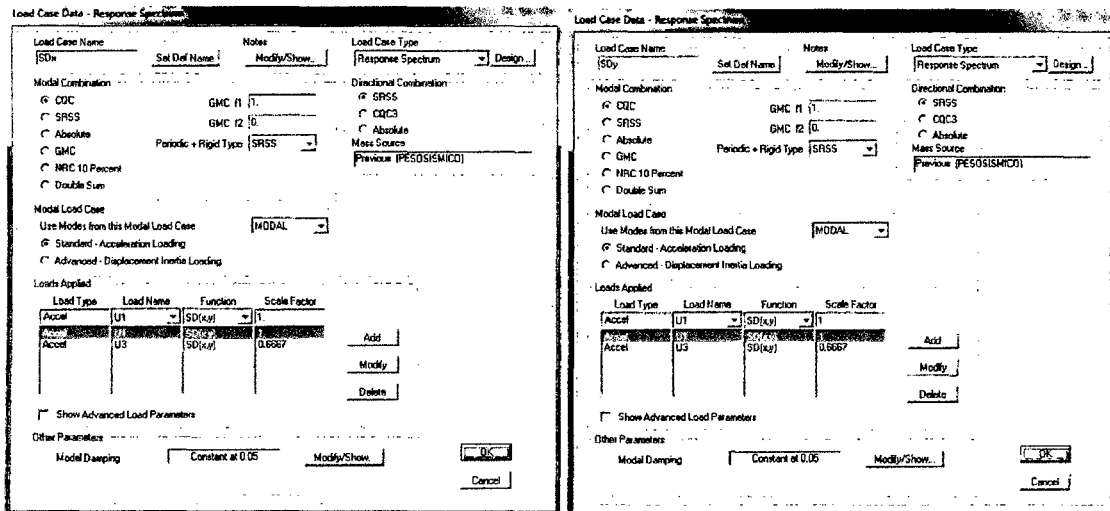 Load Case Data - Response Spectrum
Load Case Name
SDx
Set Def Name
Notes
Modify/Show...
Load Case Type
Response Spectrum
Design...
Modal Combination
CQC
SRSS
Absolute
GMC
NRC 10 Percent
Double Sum
GMC f1
1.
GMC f2
0.
Periodic + Rigid Type
SRSS
Directional Combination
SRSS
CQC3
Absolute
Mass Source
Previous (PESOSISMICO)
Modal Load Case
Use Modes from this Modal Load Case
MODAL
Standard - Acceleration Loading
Advanced - Displacement Inertia Loading
Loads Applied
Load Type Load Name Function Scale Factor
Accel U1 SD(x,y) 1.
Accel U1 SD(x,y) 1.
Accel U3 SD(x,y) 0.6667
Add
Modify
Delete
Show Advanced Load Parameters
Other Parameters
Modal Damping
Constant at 0.05
Modify/Show...
OK
Cancel
Load Case Data - Response Spectrum
Load Case Name
SDy
Set Def Name
Notes
Modify/Show...
Load Case Type
Response Spectrum
Design...
Modal Combination
CQC
SRSS
Absolute
GMC
NRC 10 Percent
Double Sum
GMC f1
1.
GMC f2
0.
Periodic + Rigid Type
SRSS
Directional Combination
SRSS
CQC3
Absolute
Mass Source
Previous (PESOSISMICO)
Modal Load Case
Use Modes from this Modal Load Case
MODAL
Standard - Acceleration Loading
Advanced - Displacement Inertia Loading
Loads Applied
Load Type Load Name Function Scale Factor
Accel U1 SD(x,y) 1
Accel SD(x,y)
Accel U3 SD(x,y) 0.6667
Add
Modify
Delete
Show Advanced Load Parameters
Other Parameters
Modal Damping
Constant at 0.05
Modify/Show...
OK
Cancel